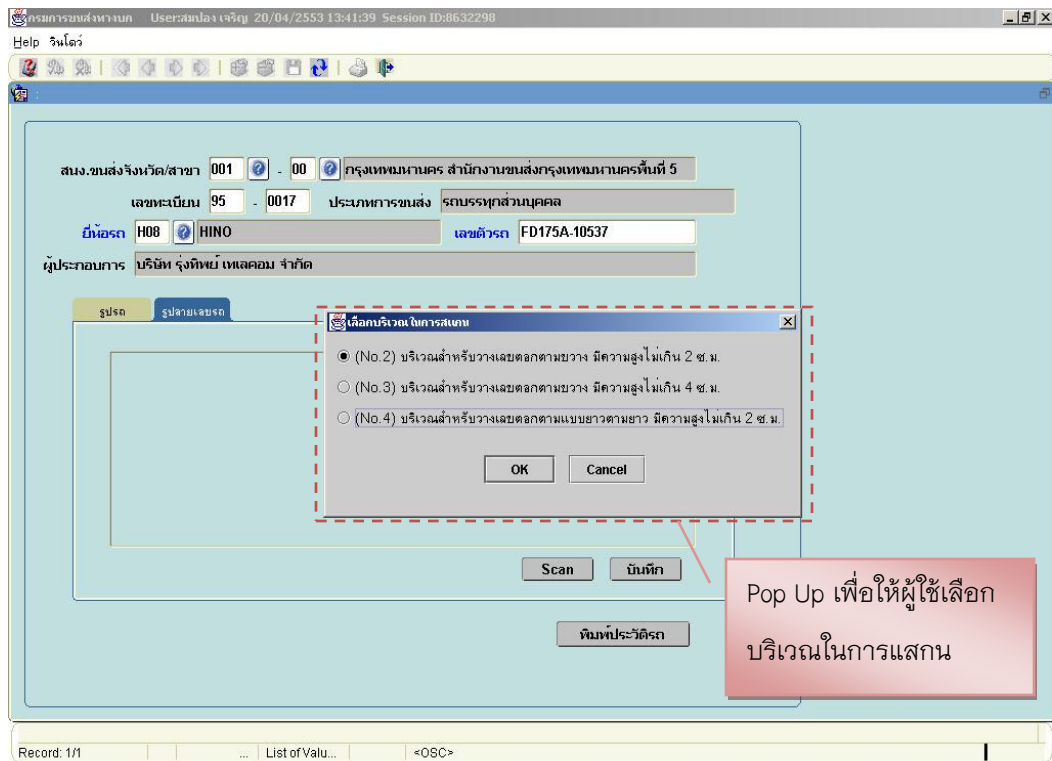 กรมการขนส่งทางบก User:สมปอง เจริญ 20/04/2553 13:41:39 Session ID:8632298
Help วินโดว์
:
สนง.ขนส่งจังหวัด/สาขา 001 - 00 กรุงเทพมหานคร สำนักงานขนส่งกรุงเทพมหานครพื้นที่ 5
เลขทะเบียน 95 - 0017 ประเภทการขนส่ง รถบรรทุกส่วนบุคคล
ยี่ห้อรถ H08 HINO เลขตัวรถ FD175A-10537
ผู้ประกอบการ บริษัท รุ่งทิพย์ เทเลคอม จำกัด
รูปรถ รูปลายเลขรถ
เลือกบริเวณในการสแกน
(No.2) บริเวณสำหรับวางเลขตอกตามขวาง มีความสูงไม่เกิน 2 ซ.ม.
(No.3) บริเวณสำหรับวางเลขตอกตามขวาง มีความสูงไม่เกิน 4 ซ.ม.
(No.4) บริเวณสำหรับวางเลขตอกตามแบบยาวตามยาว มีความสูงไม่เกิน 2 ซ.ม.
OK Cancel
Scan บันทึก
Pop Up เพื่อให้ผู้ใช้เลือก
บริเวณในการแสกน
พิมพ์ประวัติรถ
Record: 1/1 ... List of Valu... <OSC>